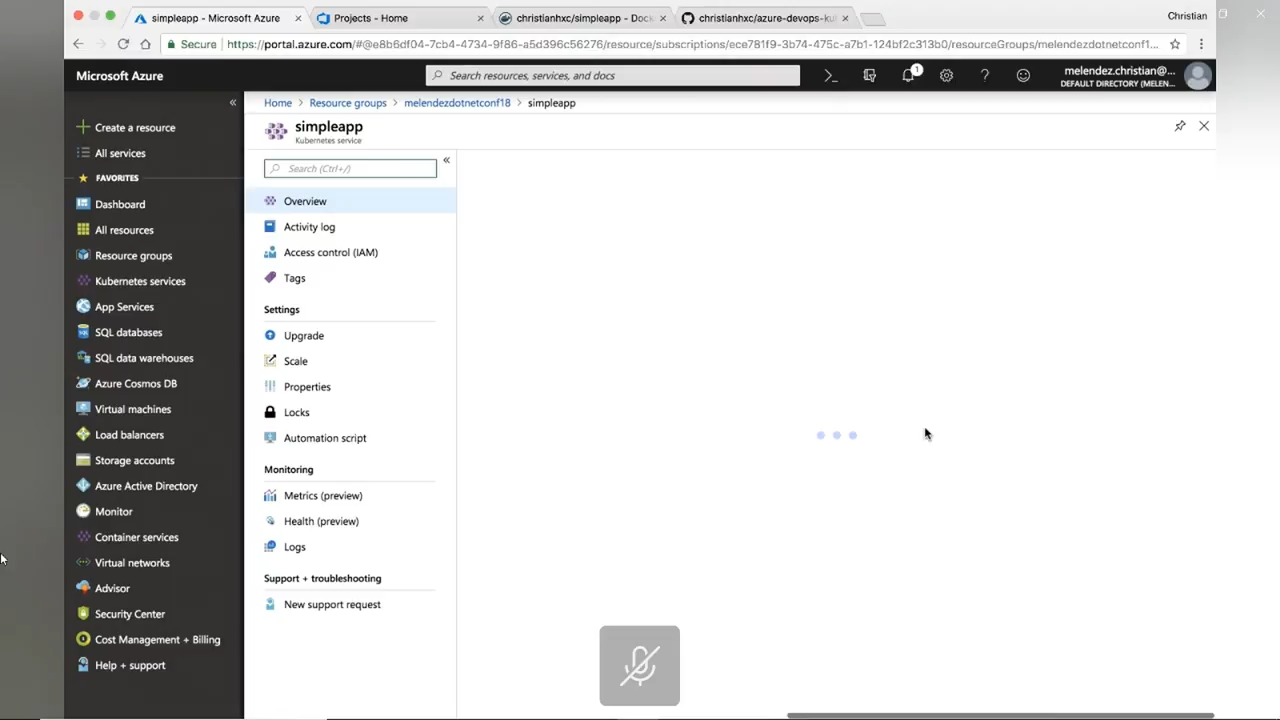 simpleapp - Microsoft Azure
Projects - Home
christianhxc/simpleapp - Dock
christianhxc/azure-devops-kub
Christian
Secure
https://portal.azure.com/#@e8b6df04-7cb4-4734-9f86-a5d396c56276/resource/subscriptions/ece781f9-3b74-475c-a7b1-124bf2c313b0/resourceGroups/melendezdotnetconf1...
Microsoft Azure
Search resources, services, and docs
1
melendez.christian@...
DEFAULT DIRECTORY (MELEN...
Home > Resource groups > melendezdotnetconf18 > simpleapp
simpleapp
Kubernetes service
Create a resource
All services
FAVORITES
Dashboard
All resources
Resource groups
Kubernetes services
App Services
SQL databases
SQL data warehouses
Azure Cosmos DB
Virtual machines
Load balancers
Storage accounts
Azure Active Directory
Monitor
Container services
Virtual networks
Advisor
Security Center
Cost Management + Billing
Help + support
Search (Ctrl+/)
Overview
Activity log
Access control (IAM)
Tags
Settings
Upgrade
Scale
Properties
Locks
Automation script
Monitoring
Metrics (preview)
Health (preview)
Logs
Support + troubleshooting
New support request